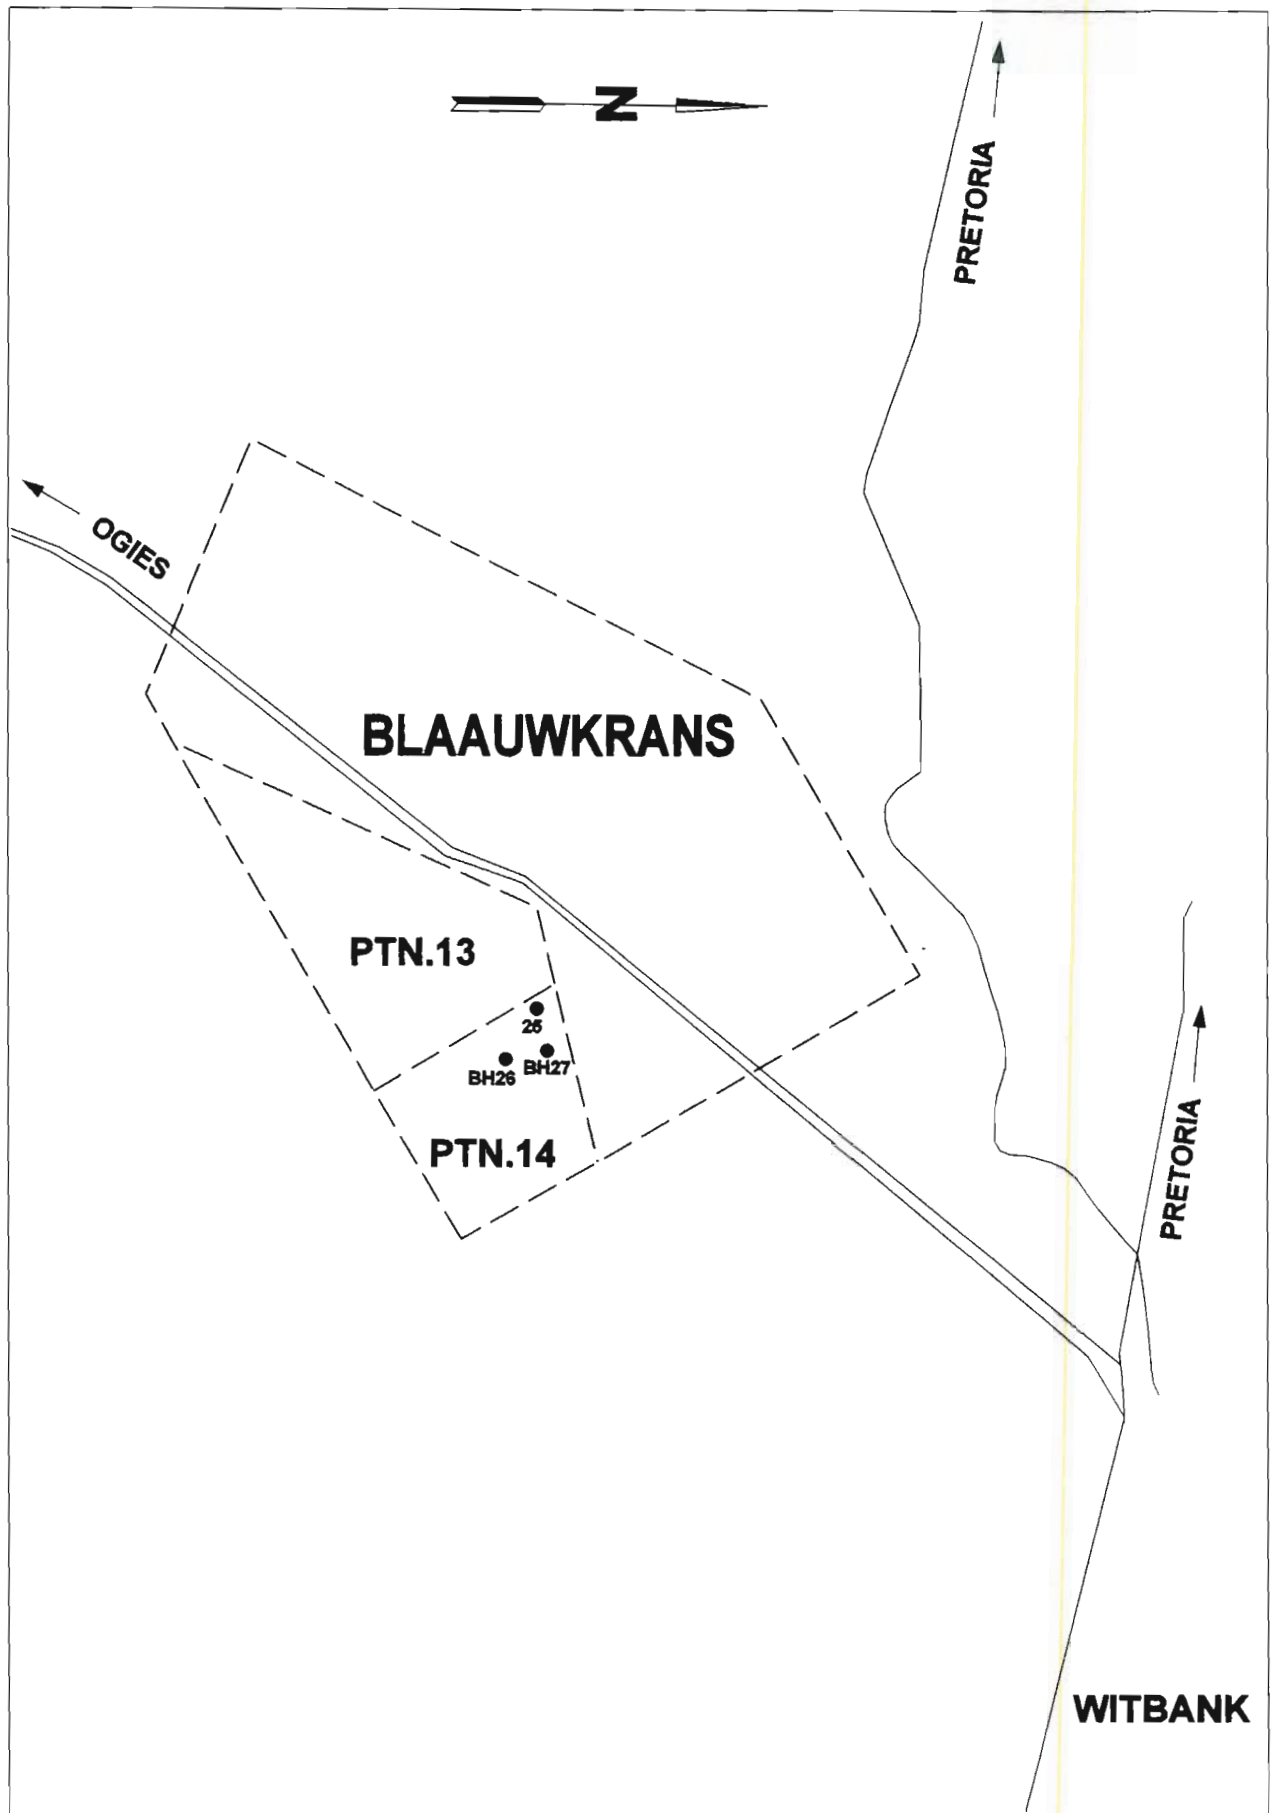 N
PRETORIA
OGIES
BLAAUWKRANS
PTN.13
25
BH26
BH27
PTN.14
PRETORIA
WITBANK